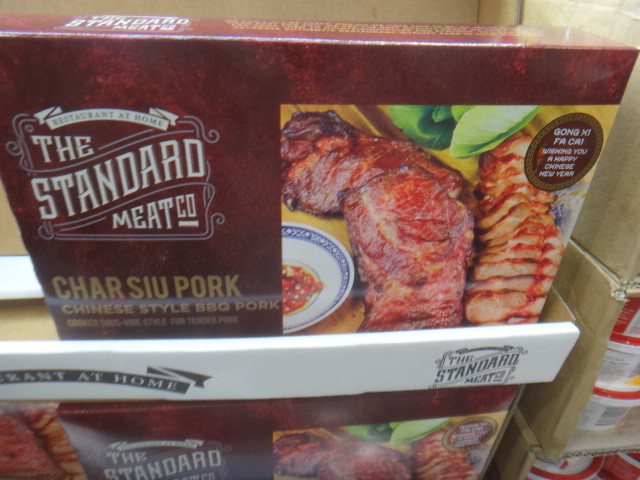 THE STANDARD
MEAT CO
RESTAURANT AT HOME
THE
STANDARD
MEAT CO
GONG XI
FA CAI
WISHING YOU
A HAPPY
CHINESE
NEW YEAR
CHAR SIU PORK
CHINESE STYLE BBQ PORK
COOKED SOUS-VIDE STYLE FOR TENDER PORK
AT HOME
THE
STANDARD
MEAT CO
THE
STANDARD